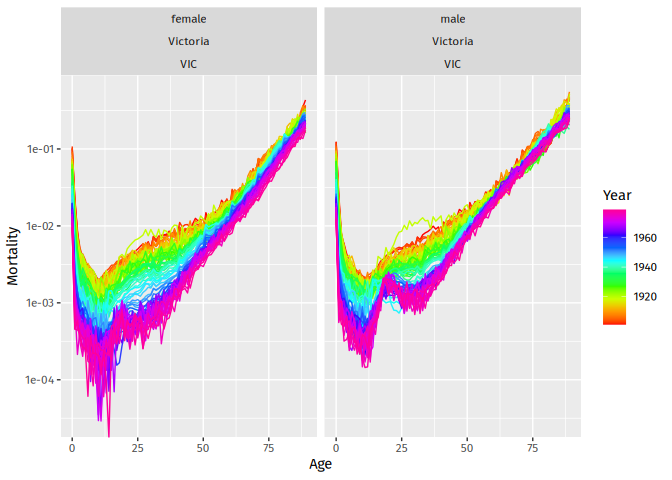 female
male
Victoria
Victoria
VIC
VIC
Mortality
1e-01
1e-02
1e-03
1e-04
0
25
50
75
0
25
50
75
Age
Year
1960
1940
1920